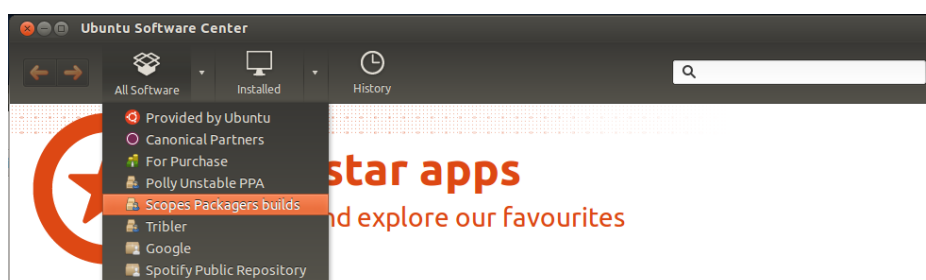 Ubuntu Software Center
All Software
Installed
History
Provided by Ubuntu
Canonical Partners
For Purchase
Polly Unstable PPA
star apps
Scopes Packagers builds
nd explore our favourites
Tribler
Google
Spotify Public Repository